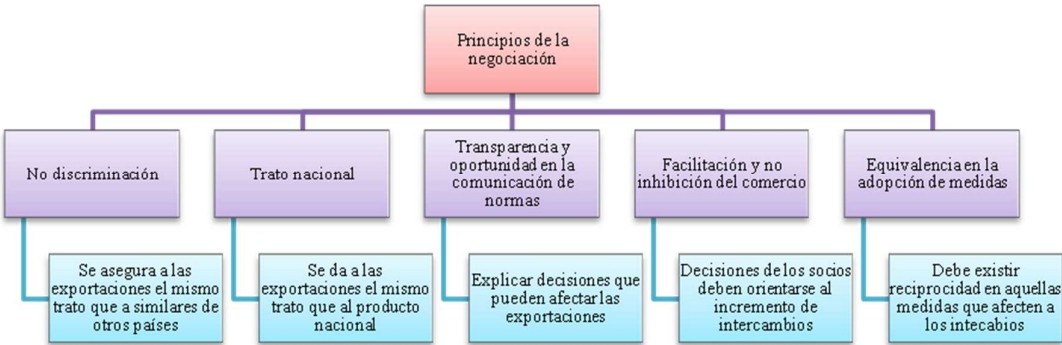 Principios de la
negociación
No discriminación
Trato nacional
Transparencia y
oportunidad en la
comunicación de
normas
Facilitación y no
inhibición del comercio
Equivalencia en la
adopción de medidas
Se asegura a las
exportaciones el mismo
trato que a similares de
otros países
Se da a las
exportaciones el mismo
trato que al producto
nacional
Explicar decisiones que
pueden afectar las
exportaciones
Decisiones de los socios
deben orientarse al
incremento de
intercambios
Debe existir
reciprocidad en aquellas
medidas que afecten a
los intecabios